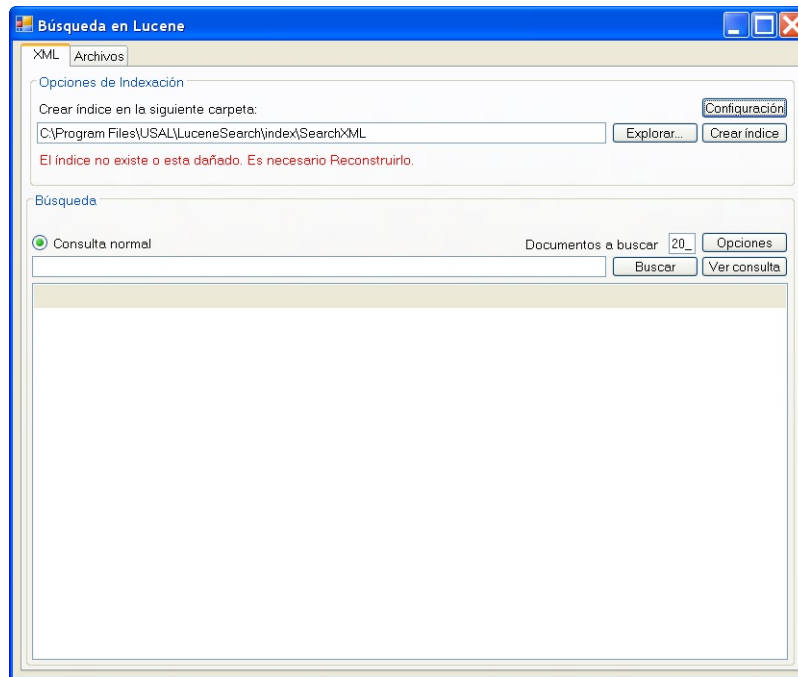 Búsqueda en Lucene
XML Archivos
Opciones de Indexación
Crear índice en la siguiente carpeta: Configuración
C:\Program Files\USAL\LuceneSearch\index\SearchXML Explorar... Crear índice
El índice no existe o esta dañado. Es necesario Reconstruirlo.
Búsqueda
Consulta normal Documentos a buscar 20_ Opciones
Buscar Ver consulta